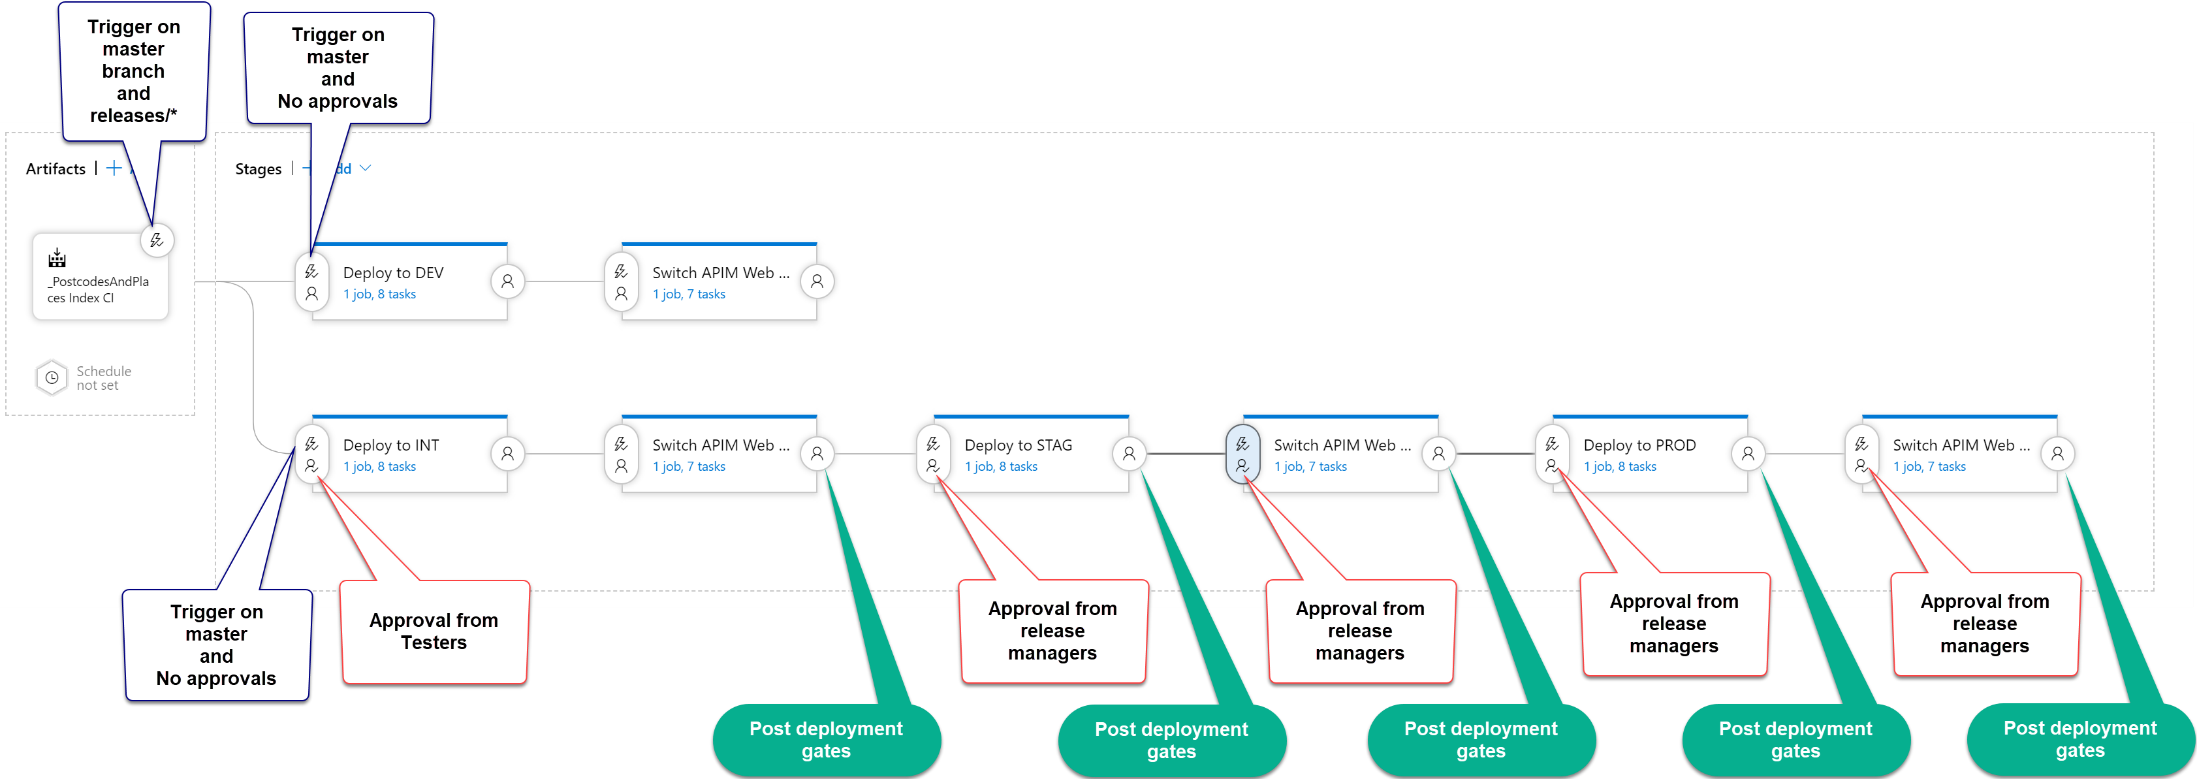 Trigger on
master
branch
and
releases/*
Trigger on
master
and
No approvals
Artifacts
Stages
dd
_PostcodesAndPla
ces Index CI
Schedule
not set
Deploy to DEV
1 job, 8 tasks
Switch APIM Web ...
1 job, 7 tasks
Deploy to INT
1 job, 8 tasks
Switch APIM Web ...
1 job, 7 tasks
Deploy to STAG
1 job, 8 tasks
Switch APIM Web ...
1 job, 7 tasks
Deploy to PROD
1 job, 8 tasks
Switch APIM Web ...
1 job, 7 tasks
Trigger on
master
and
No approvals
Approval from
Testers
Approval from
release
managers
Approval from
release
managers
Approval from
release
managers
Approval from
release
managers
Post deployment
gates
Post deployment
gates
Post deployment
gates
Post deployment
gates
Post deployment
gates